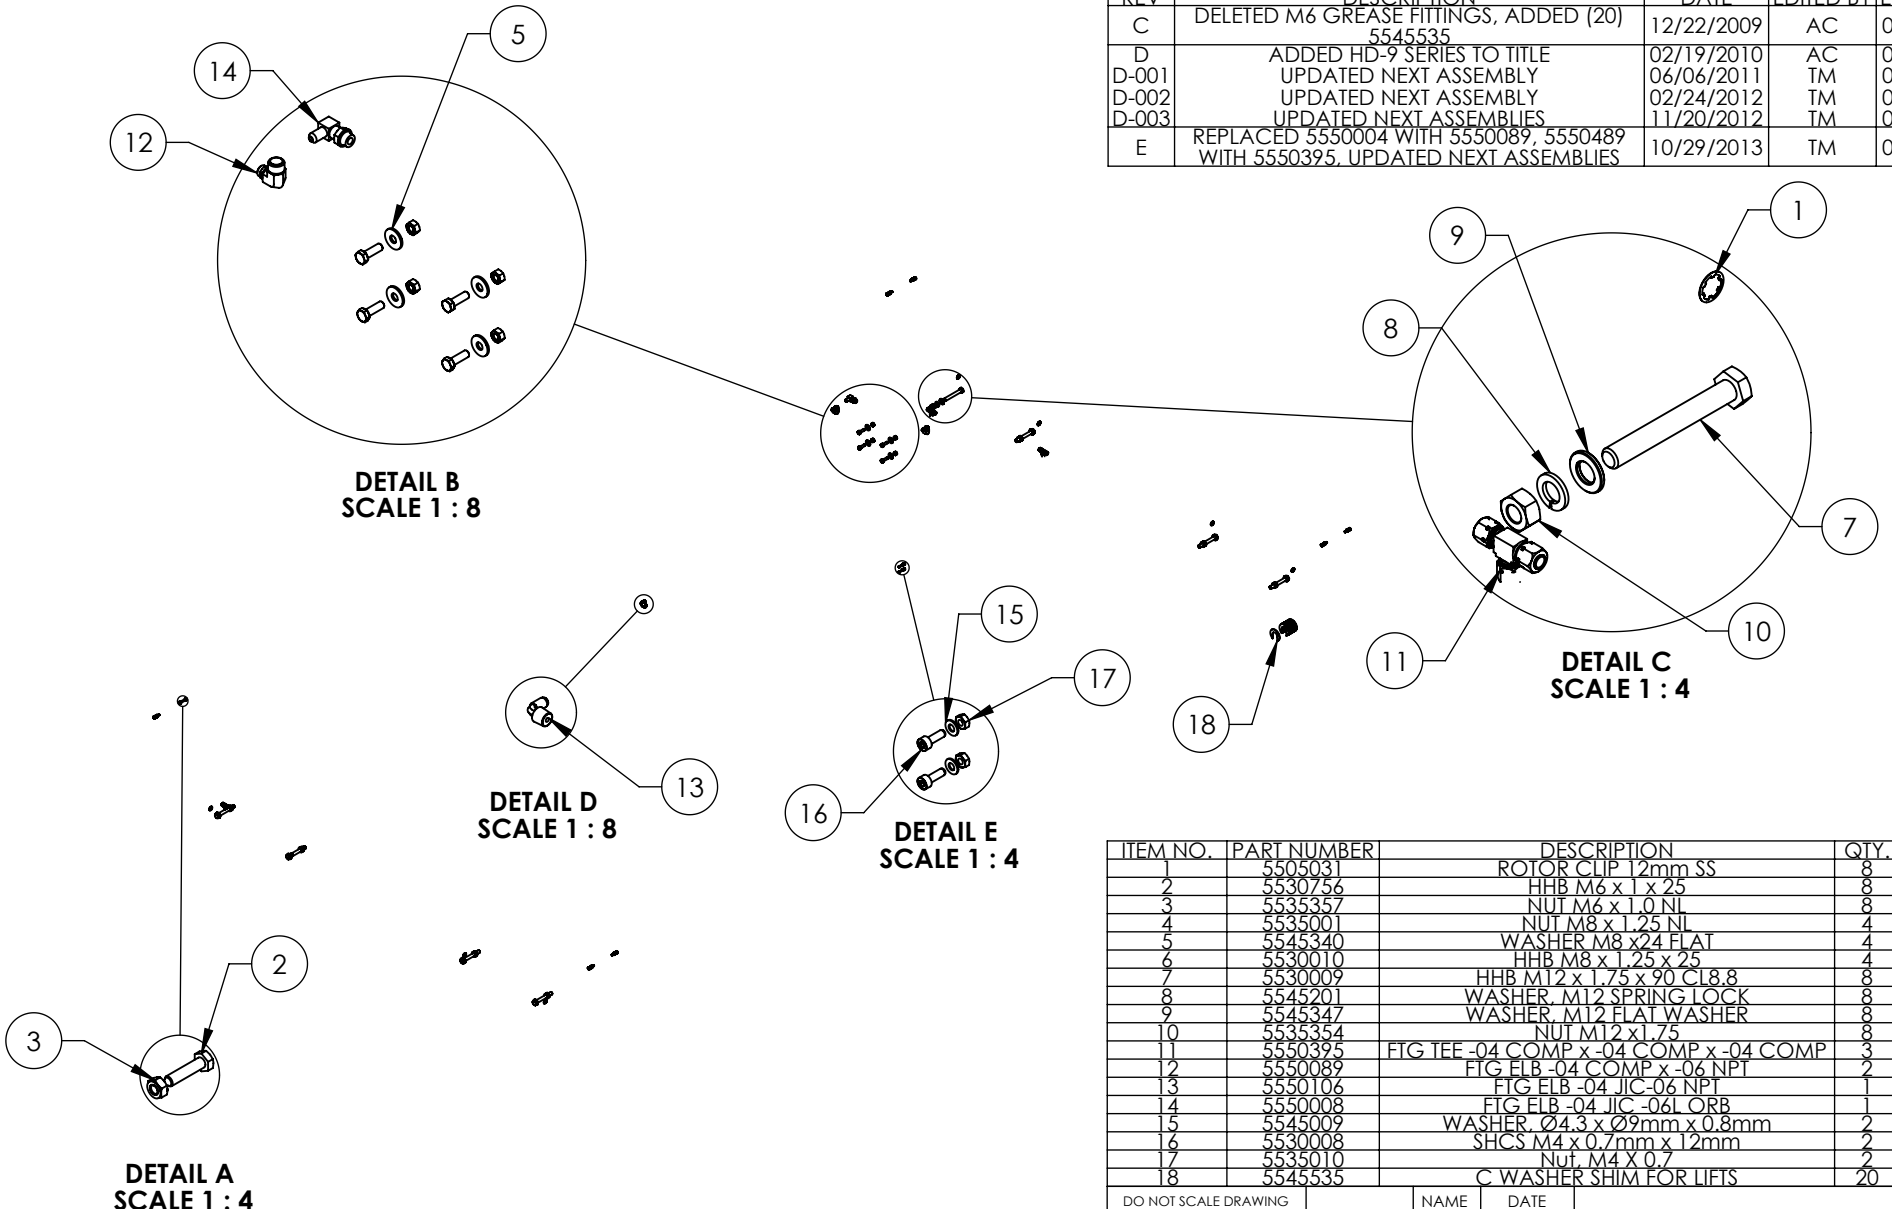 REV DESCRIPTION DATE EDITED BY
C DELETED M6 GREASE FITTINGS, ADDED (20) 5545535 12/22/2009 AC 0
D ADDED HD-9 SERIES TO TITLE 02/19/2010 AC 0
D-001 UPDATED NEXT ASSEMBLY 06/06/2011 TM 0
D-002 UPDATED NEXT ASSEMBLY 02/24/2012 TM 0
D-003 UPDATED NEXT ASSEMBLIES 11/20/2012 TM 0
E REPLACED 5550004 WITH 5550089, 5550489 WITH 5550395, UPDATED NEXT ASSEMBLIES 10/29/2013 TM 0
5
14
12
DETAIL B
SCALE 1 : 8
1
9
8
7
10
11
DETAIL C
SCALE 1 : 4
18
15
17
16
DETAIL E
SCALE 1 : 4
13
DETAIL D
SCALE 1 : 8
2
3
DETAIL A
SCALE 1 : 4
ITEM NO. PART NUMBER DESCRIPTION QTY.
1 5505031 ROTOR CLIP 12mm SS 8
2 5530756 HHB M6 x 1 x 25 8
3 5535357 NUT M6 x 1.0 NL 8
4 5535001 NUT M8 x 1.25 NL 4
5 5545340 WASHER M8 x24 FLAT 4
6 5530010 HHB M8 x 1.25 x 25 4
7 5530009 HHB M12 x 1.75 x 90 CL8.8 8
8 5545201 WASHER, M12 SPRING LOCK 8
9 5545347 WASHER, M12 FLAT WASHER 8
10 5535354 NUT M12 x1.75 8
11 5550395 FTG TEE -04 COMP x -04 COMP x -04 COMP 3
12 5550089 FTG ELB -04 COMP x -06 NPT 2
13 5550106 FTG ELB -04 JIC-06 NPT 1
14 5550008 FTG ELB -04 JIC -06L ORB 1
15 5545009 WASHER, Ø4.3 x Ø9mm x 0.8mm 2
16 5530008 SHCS M4 x 0.7mm x 12mm 2
17 5535010 Nut, M4 X 0.7 2
18 5545535 C WASHER SHIM FOR LIFTS 20
DO NOT SCALE DRAWING NAME DATE